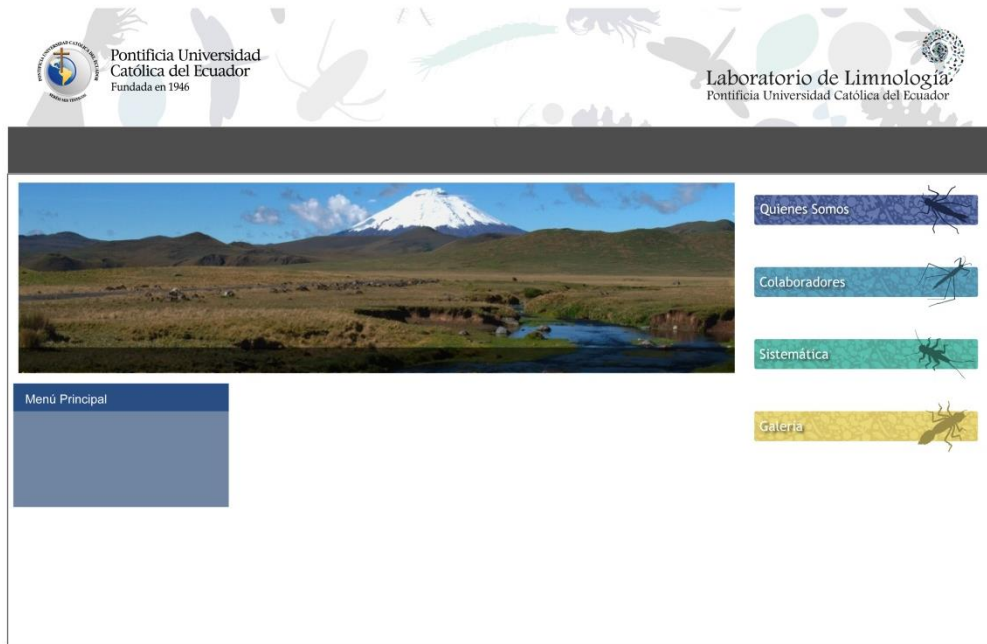 Pontificia Universidad
Católica del Ecuador
Fundada en 1946
Laboratorio de Limnología
Pontificia Universidad Católica del Ecuador
Quienes Somos
Colaboradores
Sistemática
Galería
Menú Principal